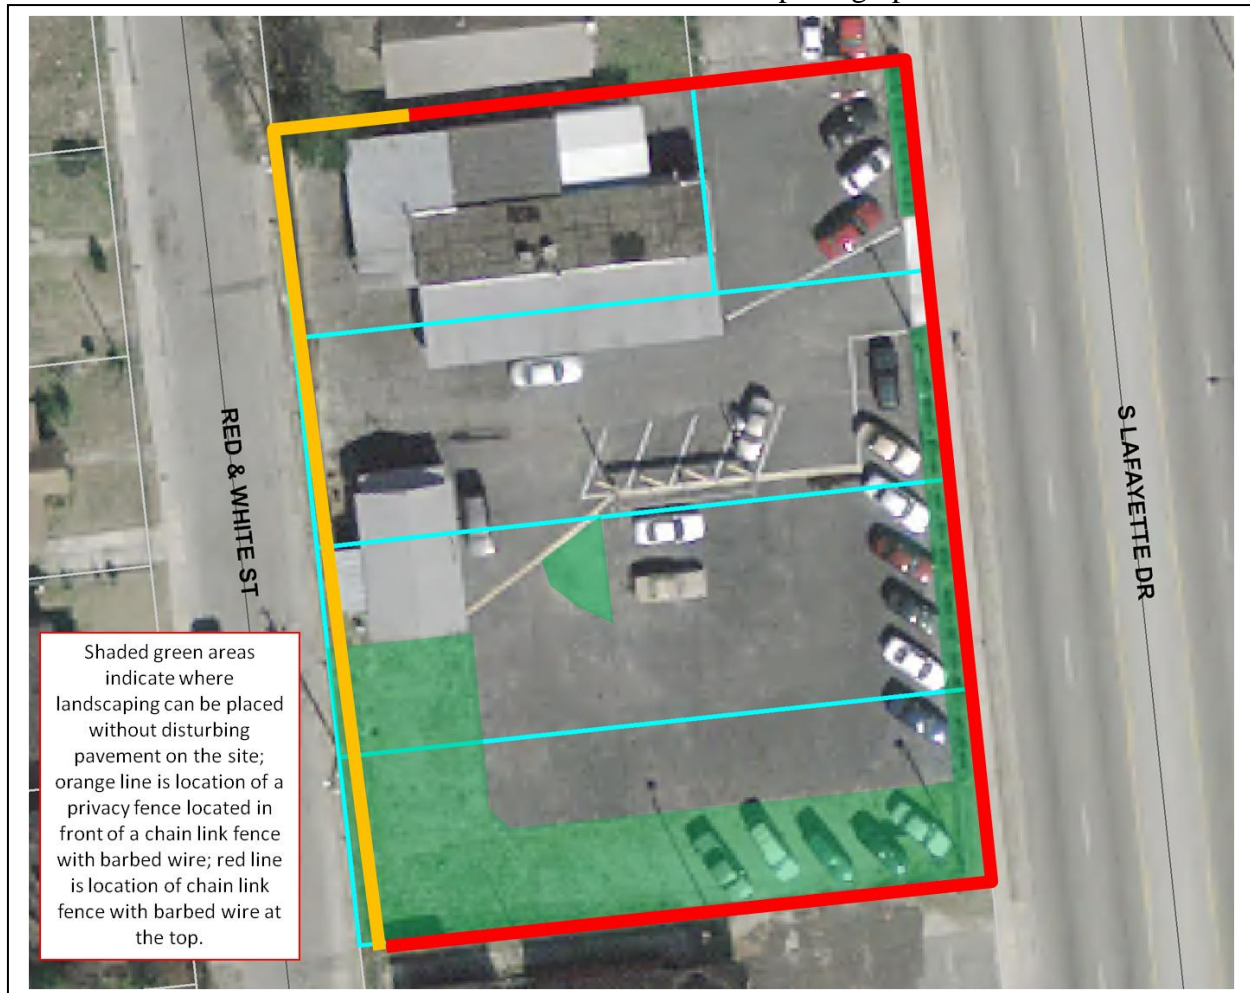 RED & WHITE ST
S LAFAYETTE DR
Shaded green areas
indicate where
landscaping can be placed
without disturbing
pavement on the site;
orange line is location of a
privacy fence located in
front of a chain link fence
with barbed wire; red line
is location of chain link
fence with barbed wire at
the top.